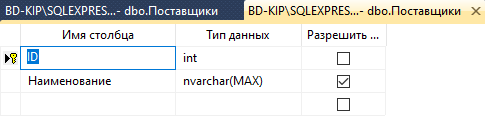 BD-KIP\SQLEXPRES...- dbo.Поставщики BD-KIP\SQLEXPRES...- dbo.Поставщики
Имя столбца Тип данных Разрешить ...
ID int
Наименование nvarchar(MAX)